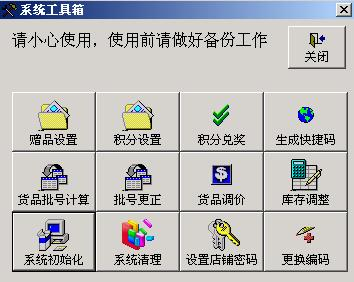 系统工具箱
请小心使用，使用前请做好备份工作
关闭
赠品设置
积分设置
积分兑奖
生成快捷码
货品批号计算
批号更正
货品调价
库存调整
系统初始化
系统清理
设置店铺密码
更换编码